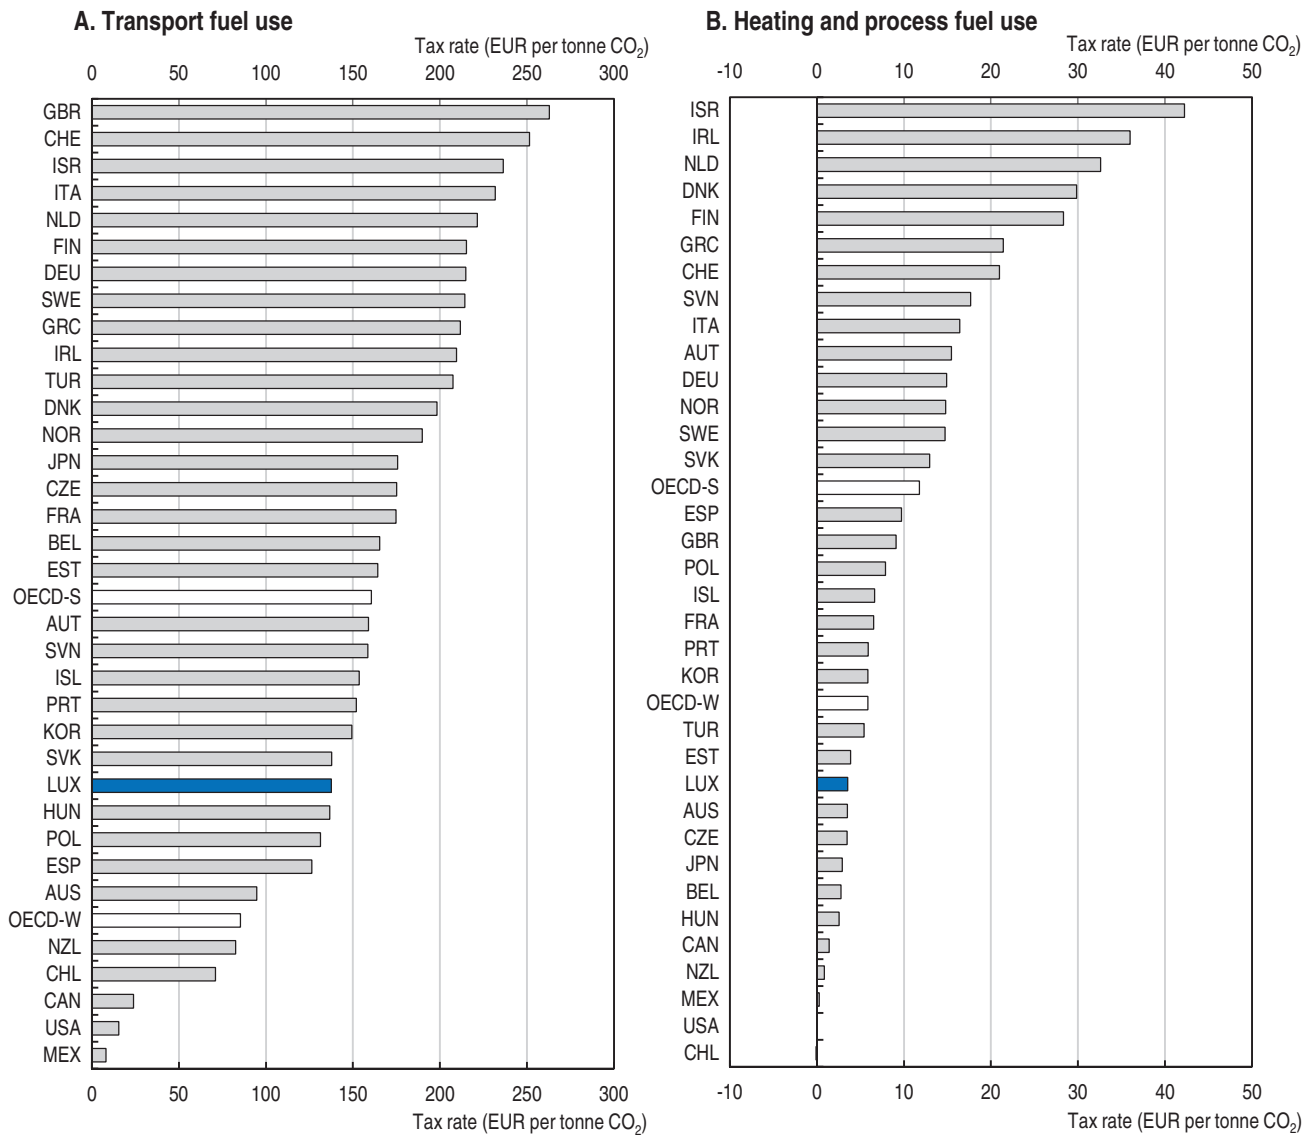 A. Transport fuel use
Tax rate (EUR per tonne CO2)
0 50 100 150 200 250 300
GBR
CHE
ISR
ITA
NLD
FIN
DEU
SWE
GRC
IRL
TUR
DNK
NOR
JPN
CZE
FRA
BEL
EST
OECD-S
AUT
SVN
ISL
PRT
KOR
SVK
LUX
HUN
POL
ESP
AUS
OECD-W
NZL
CHL
CAN
USA
MEX
0 50 100 150 200 250 300
Tax rate (EUR per tonne CO2)
B. Heating and process fuel use
Tax rate (EUR per tonne CO2)
-10 0 10 20 30 40 50
ISR
IRL
NLD
DNK
FIN
GRC
CHE
SVN
ITA
AUT
DEU
NOR
SWE
SVK
OECD-S
ESP
GBR
POL
ISL
FRA
PRT
KOR
OECD-W
TUR
EST
LUX
AUS
CZE
JPN
BEL
HUN
CAN
NZL
MEX
USA
CHL
-10 0 10 20 30 40 50
Tax rate (EUR per tonne CO2)